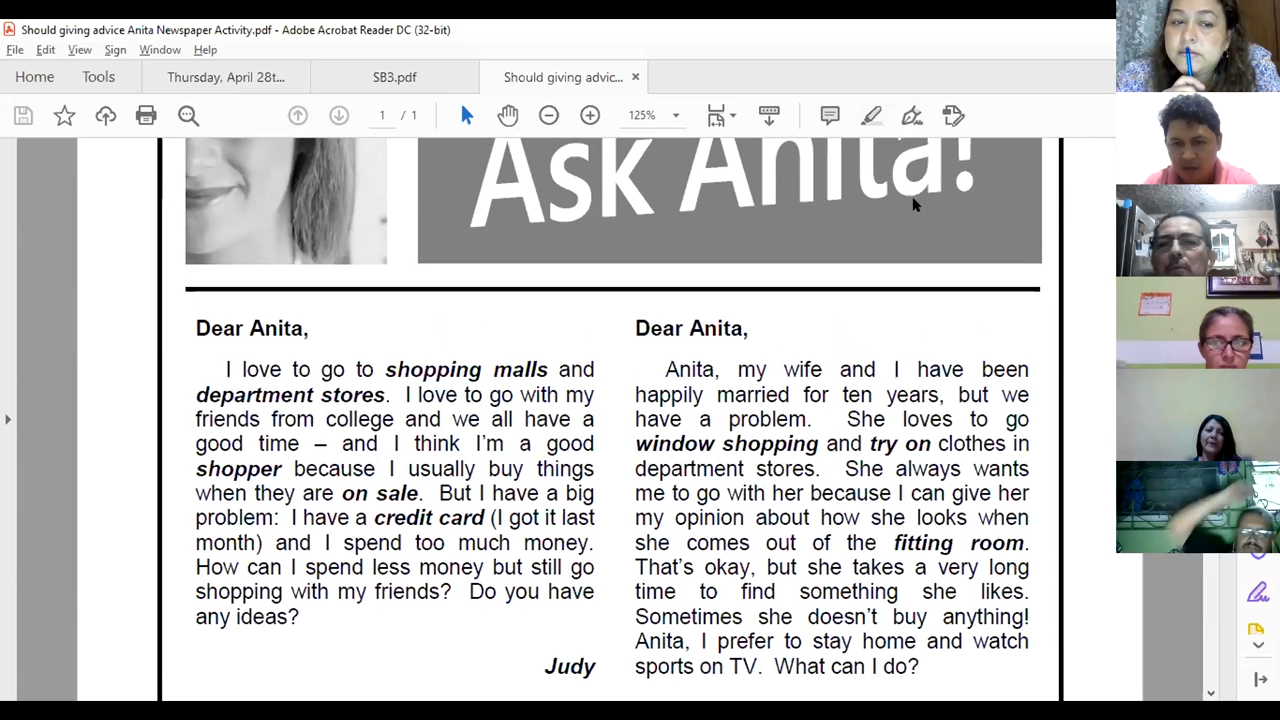 Should giving advice Anita Newspaper Activity.pdf - Adobe Acrobat Reader DC (32-bit)
File Edit View Sign Window Help
Home Tools Thursday, April 28t... SB3.pdf Should giving advic... ×
1 / 1 125%
Ask Anita!
Dear Anita,
I love to go to shopping malls and
department stores. I love to go with my
friends from college and we all have a
good time – and I think I'm a good
shopper because I usually buy things
when they are on sale. But I have a big
problem: I have a credit card (I got it last
month) and I spend too much money.
How can I spend less money but still go
shopping with my friends? Do you have
any ideas?
Judy
Dear Anita,
Anita, my wife and I have been
happily married for ten years, but we
have a problem. She loves to go
window shopping and try on clothes in
department stores. She always wants
me to go with her because I can give her
my opinion about how she looks when
she comes out of the fitting room.
That's okay, but she takes a very long
time to find something she likes.
Sometimes she doesn't buy anything!
Anita, I prefer to stay home and watch
sports on TV. What can I do?